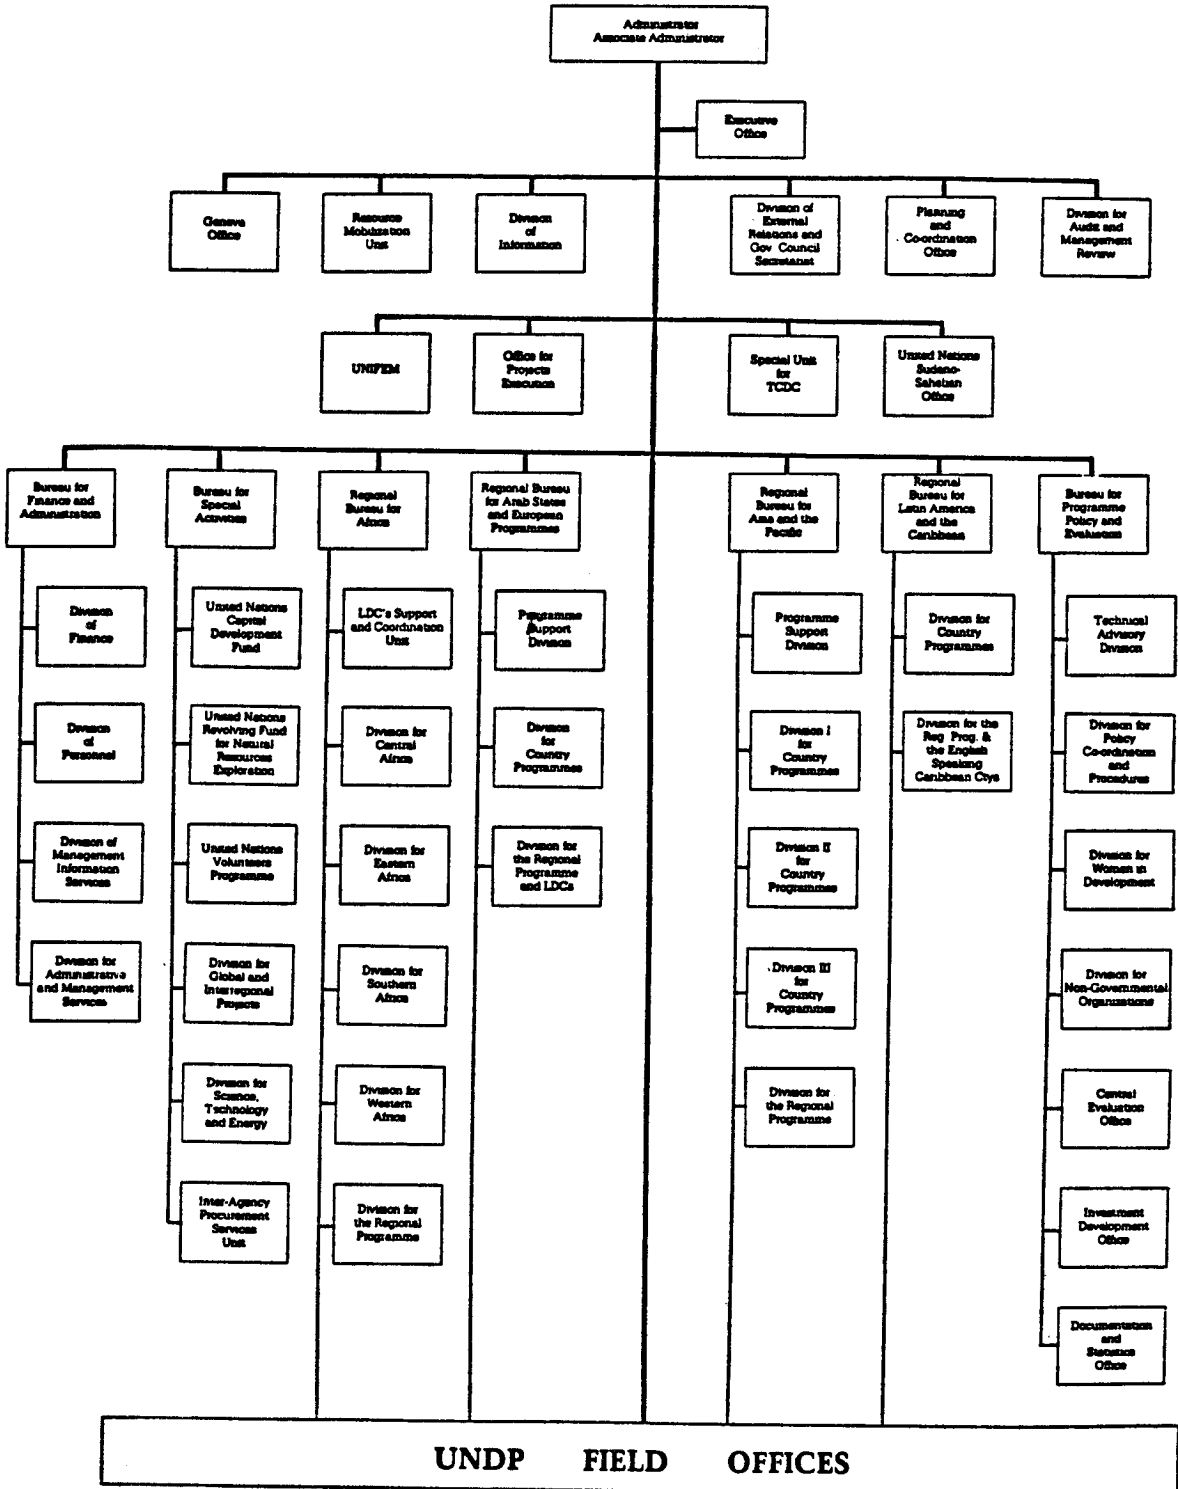 Administrator
Associate Administrator
Executive
Office
Geneva
Office
Resource
Mobilization
Unit
Division
of
Information
Division of
External
Relations and
Gov Council
Secretariat
Planning
and
Co-ordination
Office
Division for
Audit and
Management
Review
UNIFEM
Office for
Projects
Execution
Special Unit
for
TCDC
United Nations
Sudano-
Sahelian
Office
Bureau for
Finance and
Administration
Bureau for
Special
Activities
Regional
Bureau for
Africa
Regional Bureau
for Arab States
and European
Programmes
Regional
Bureau for
Asia and the
Pacific
Regional
Bureau for
Latin America
and the
Caribbean
Bureau for
Programme
Policy and
Evaluation
Division
of
Finance
United Nations
Capital
Development
Fund
LDC's Support
and Coordination
Unit
Programme
Support
Division
Programme
Support
Division
Division for
Country
Programmes
Technical
Advisory
Division
Division
of
Personnel
United Nations
Revolving Fund
for Natural
Resources
Exploration
Division for
Central
Africa
Division
for
Country
Programmes
Division I
for
Country
Programmes
Division for the
Reg Prog. &
the English
Speaking
Caribbean Ctys
Division for
Policy
Co-ordination
and
Procedures
Division of
Management
Information
Services
United Nations
Volunteers
Programme
Division for
Eastern
Africa
Division for
the Regional
Programme
and LDCs
Division II
for
Country
Programmes
Division for
Women in
Development
Division for
Administrative
and Management
Services
Division for
Global and
Interregional
Projects
Division for
Southern
Africa
Division III
for
Country
Programmes
Division for
Non-Governmental
Organizations
Division for
Science,
Technology
and Energy
Division for
Western
Africa
Division for
the Regional
Programme
Central
Evaluation
Office
Inter-Agency
Procurement
Services
Unit
Division for
the Regional
Programme
Investment
Development
Office
Documentation
and
Statistics
Office
UNDP FIELD OFFICES